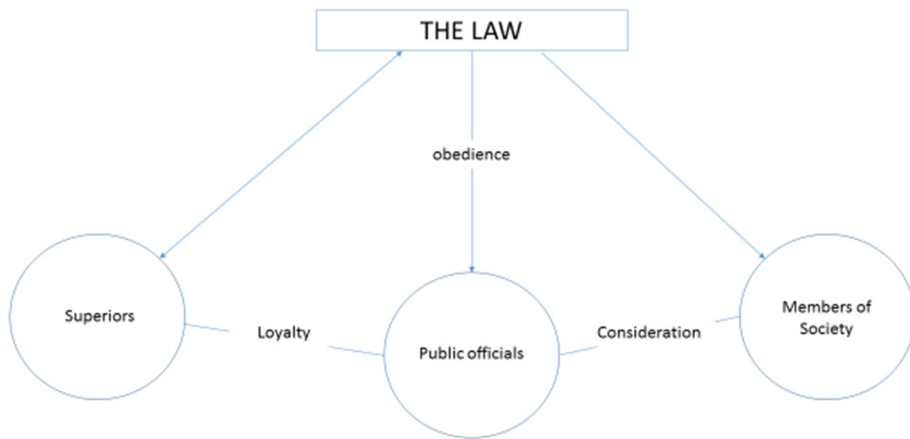 THE LAW
obedience
Superiors
Loyalty
Public officials
Consideration
Members of
Society